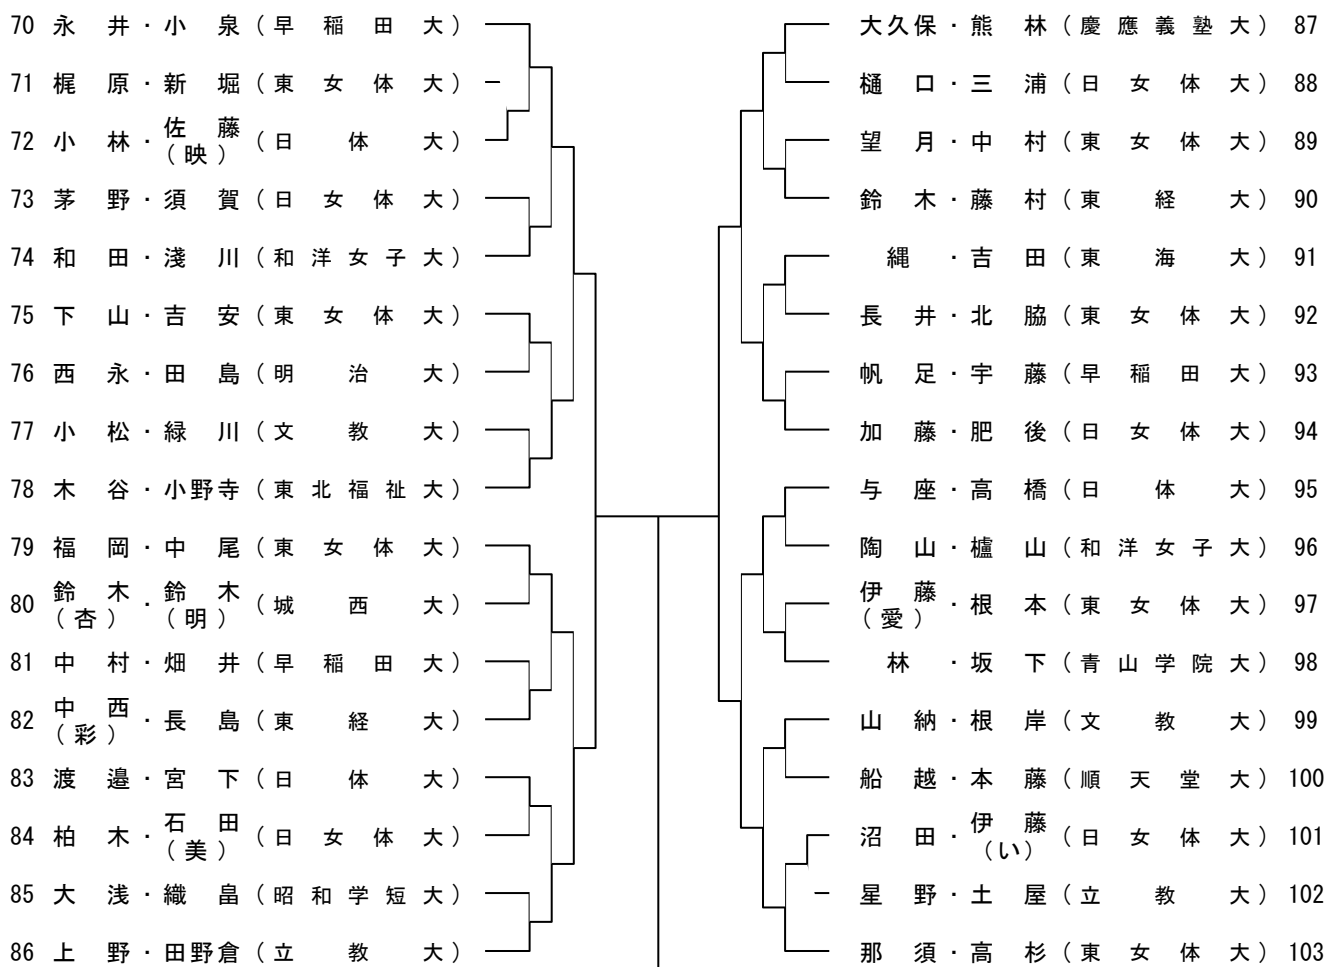 70 永井・小泉（早稲田大）
71 梶原・新堀（東女体大）
72 小林・佐藤（映）（日体大）
73 茅野・須賀（日女体大）
74 和田・淺川（和洋女子大）
75 下山・吉安（東女体大）
76 西永・田島（明治大）
77 小松・緑川（文教大）
78 木谷・小野寺（東北福祉大）
79 福岡・中尾（東女体大）
80 鈴木（杏）・鈴木（明）（城西大）
81 中村・畑井（早稲田大）
82 中西（彩）・長島（東経大）
83 渡邉・宮下（日体大）
84 柏木・石田（美）（日女体大）
85 大浅・織畠（昭和学短大）
86 上野・田野倉（立教大）
大久保・熊林（慶應義塾大） 87
樋口・三浦（日女体大） 88
望月・中村（東女体大） 89
鈴木・藤村（東経大） 90
縄・吉田（東海大） 91
長井・北脇（東女体大） 92
帆足・宇藤（早稲田大） 93
加藤・肥後（日女体大） 94
与座・高橋（日体大） 95
陶山・櫨山（和洋女子大） 96
伊藤（愛）・根本（東女体大） 97
林・坂下（青山学院大） 98
山納・根岸（文教大） 99
船越・本藤（順天堂大） 100
沼田・伊藤（い）（日女体大） 101
星野・土屋（立教大） 102
那須・高杉（東女体大） 103